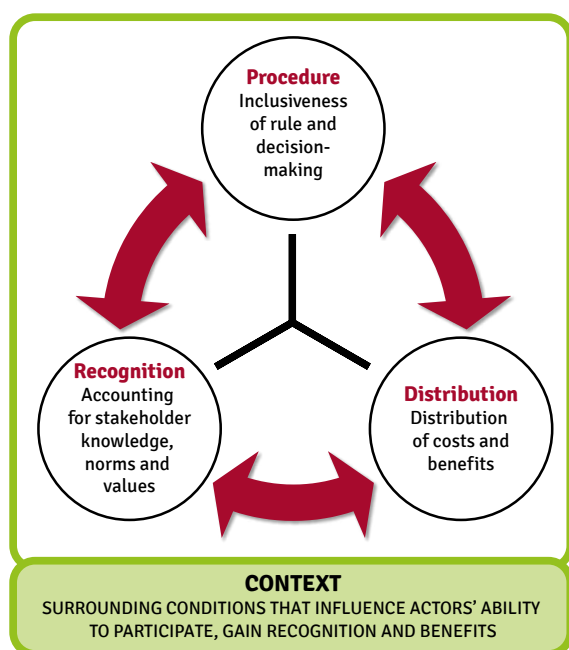 Procedure
Inclusiveness
of rule and
decision-
making
Recognition
Accounting
for stakeholder
knowledge,
norms and
values
Distribution
Distribution
of costs and
benefits
CONTEXT
SURROUNDING CONDITIONS THAT INFLUENCE ACTORS’ ABILITY
TO PARTICIPATE, GAIN RECOGNITION AND BENEFITS